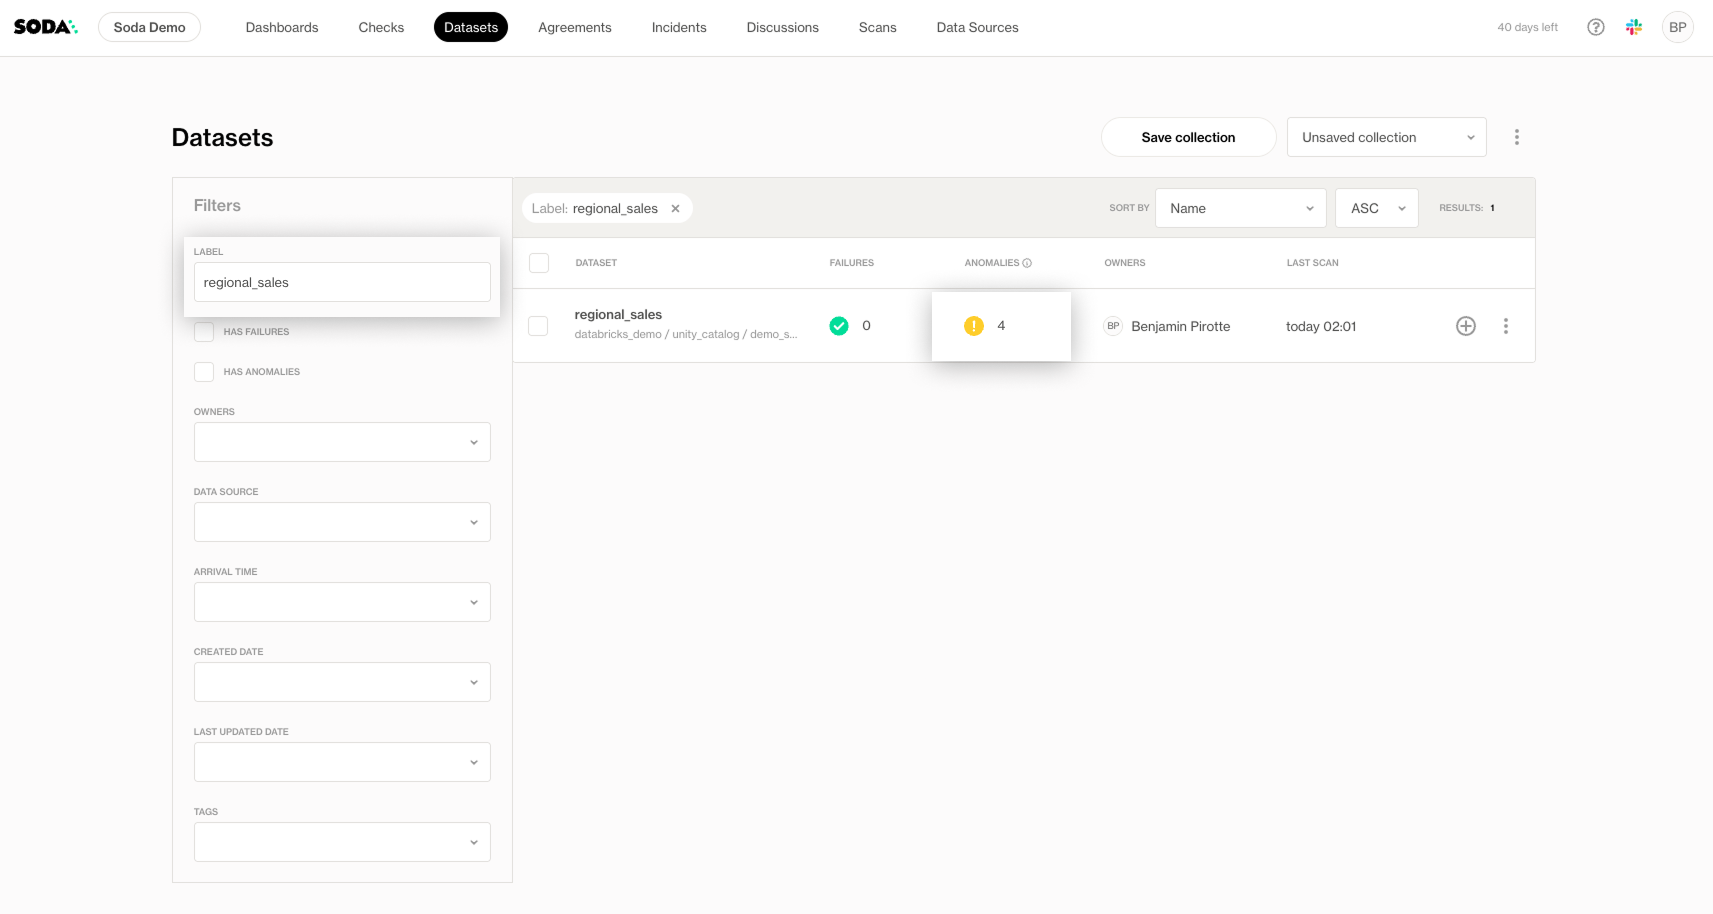 SODA Soda Demo Dashboards Checks Datasets Agreements Incidents Discussions Scans Data Sources 40 days left ? BP
Datasets Save collection Unsaved collection
Filters Label: regional_sales × SORT BY Name ASC RESULTS: 1
LABEL
regional_sales
HAS FAILURES
HAS ANOMALIES
OWNERS
DATA SOURCE
ARRIVAL TIME
CREATED DATE
LAST UPDATED DATE
TAGS
DATASET FAILURES ANOMALIES OWNERS LAST SCAN
regional_sales
databricks_demo / unity_catalog / demo_s... 0 ! 4 BP Benjamin Pirotte today 02:01